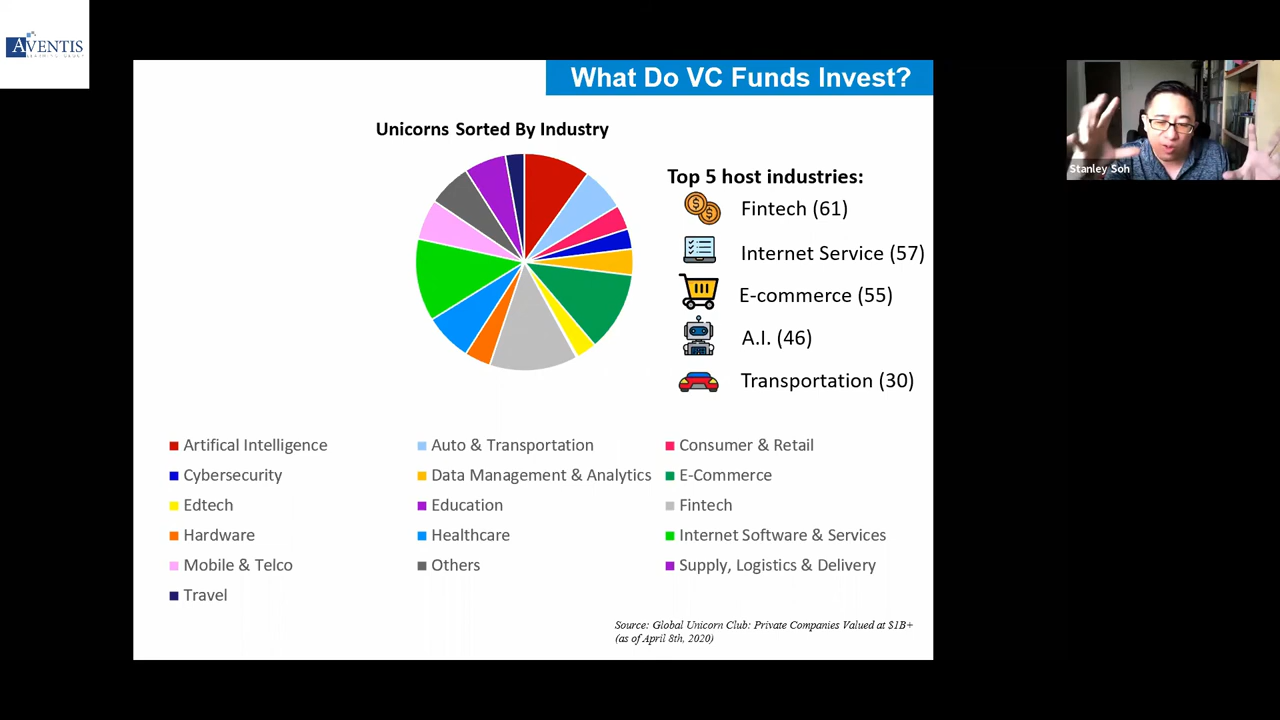 AVENTIS
What Do VC Funds Invest?
Unicorns Sorted By Industry
Top 5 host industries:
Fintech (61)
Internet Service (57)
E-commerce (55)
A.I. (46)
Transportation (30)
Artifical Intelligence
Auto & Transportation
Consumer & Retail
Cybersecurity
Data Management & Analytics
E-Commerce
Edtech
Education
Fintech
Hardware
Healthcare
Internet Software & Services
Mobile & Telco
Others
Supply, Logistics & Delivery
Travel
Source: Global Unicorn Club: Private Companies Valued at $1B+
(as of April 8th, 2020)
Stanley Soh